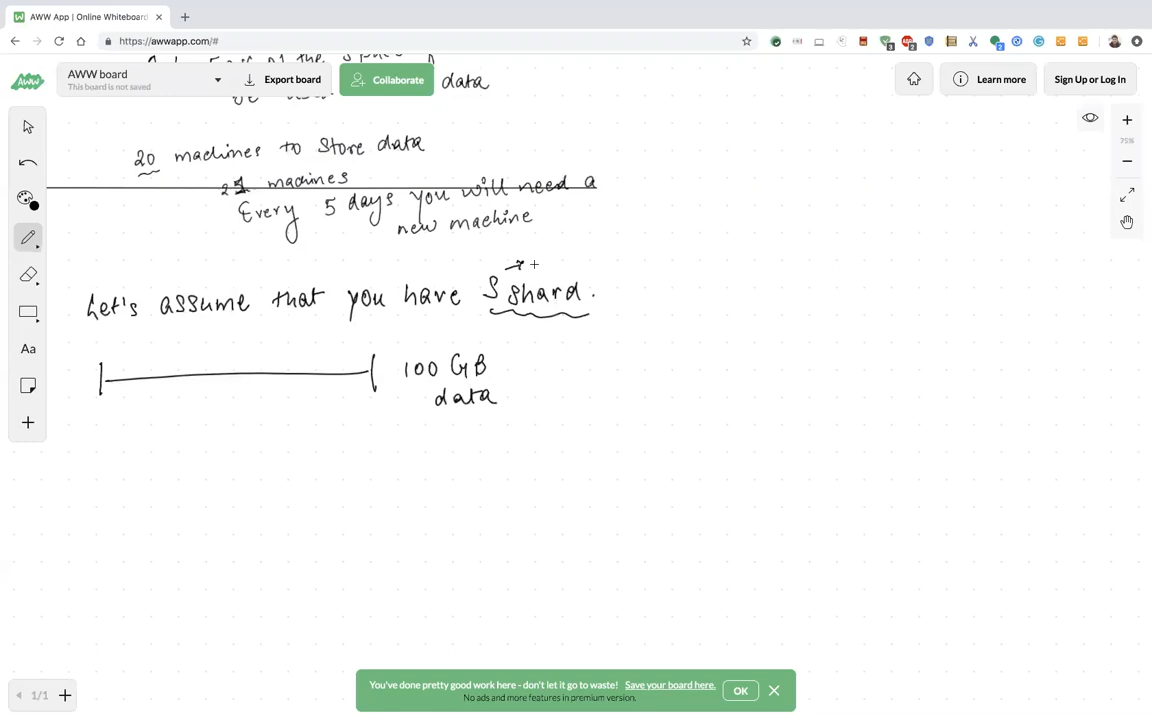 AWW App | Online Whiteboard
https://awwapp.com/#
AWW board
This board is not saved
Export board
Collaborate
Learn more
Sign Up or Log In
of the
data
20 machines to store data
machines
Every 5 days you will need a
new machine
Let's assume that you have S shard.
100 GB
data
Aa
75%
1/1
You've done pretty good work here - don't let it go to waste! Save your board here.
No ads and more features in premium version.
OK